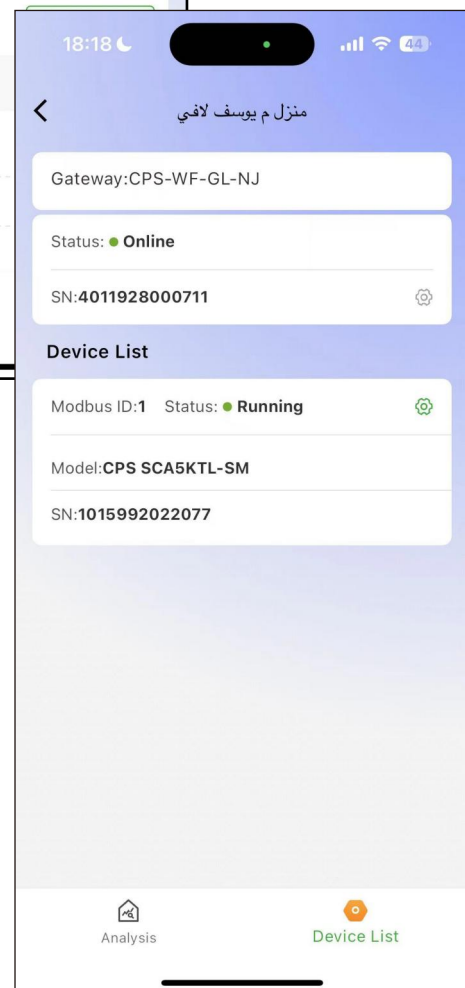 18:18
44
منزل م يوسف لافي
Gateway:CPS-WF-GL-NJ
Status: Online
SN:4011928000711
Device List
Modbus ID:1 Status: Running
Model:CPS SCA5KTL-SM
SN:1015992022077
Analysis
Device List